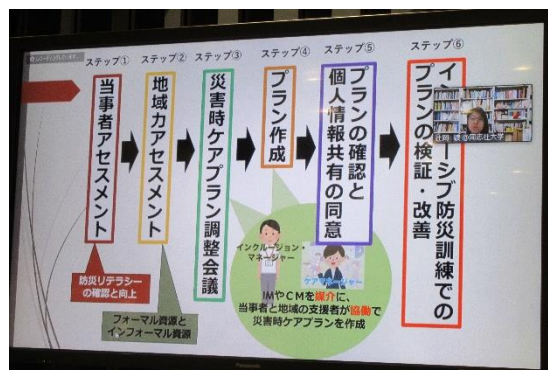 ステップ①
当事者アセスメント
防災リテラシー
の確認と向上
ステップ②
地域力アセスメント
フォーマル資源と
インフォーマル資源
ステップ③
災害時ケアプラン調整会議
ステップ④
プラン作成
インクルージョン・
マネージャー
ケアマネージャー
IMやCMを媒介に、
当事者と地域の支援者が協働で
災害時ケアプランを作成
ステップ⑤
プランの確認と
個人情報共有の同意
ステップ⑥
イ
ーシブ防災訓練での
プランの検証・改善
@同志社大学
Panasonic